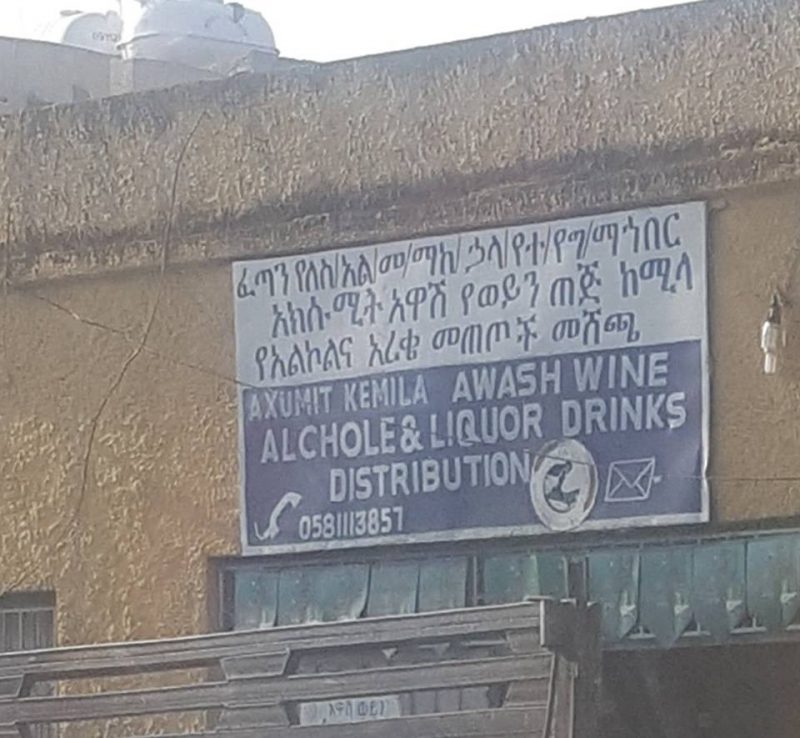 ፈጣን የለስ/አል/መ/ማከ/ኃላ/የተ/የግ/ማኅበር
አክሱሚት አዋሽ የወይን ጠጅ ከሚላ
የአልኮልና አረቄ መጠጦች መሸጫ
AXUMIT KEMILA AWASH WINE
ALCHOLE & LIQUOR DRINKS
DISTRIBUTION
0581113857